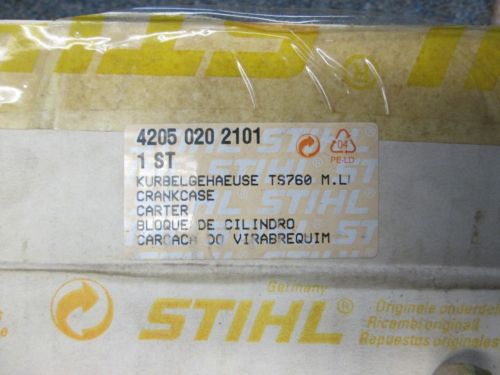 4205 020 2101
1 ST
04
PE-LD
KURBELGEHAEUSE TS760 M.L
CRANKCASE
CARTER
BLOQUE DE CILINDRO
CARCACA DO VIRABREQUIM
Germany
STIHL®
Originele onderdel
Ricambi originali
Repuestos originales